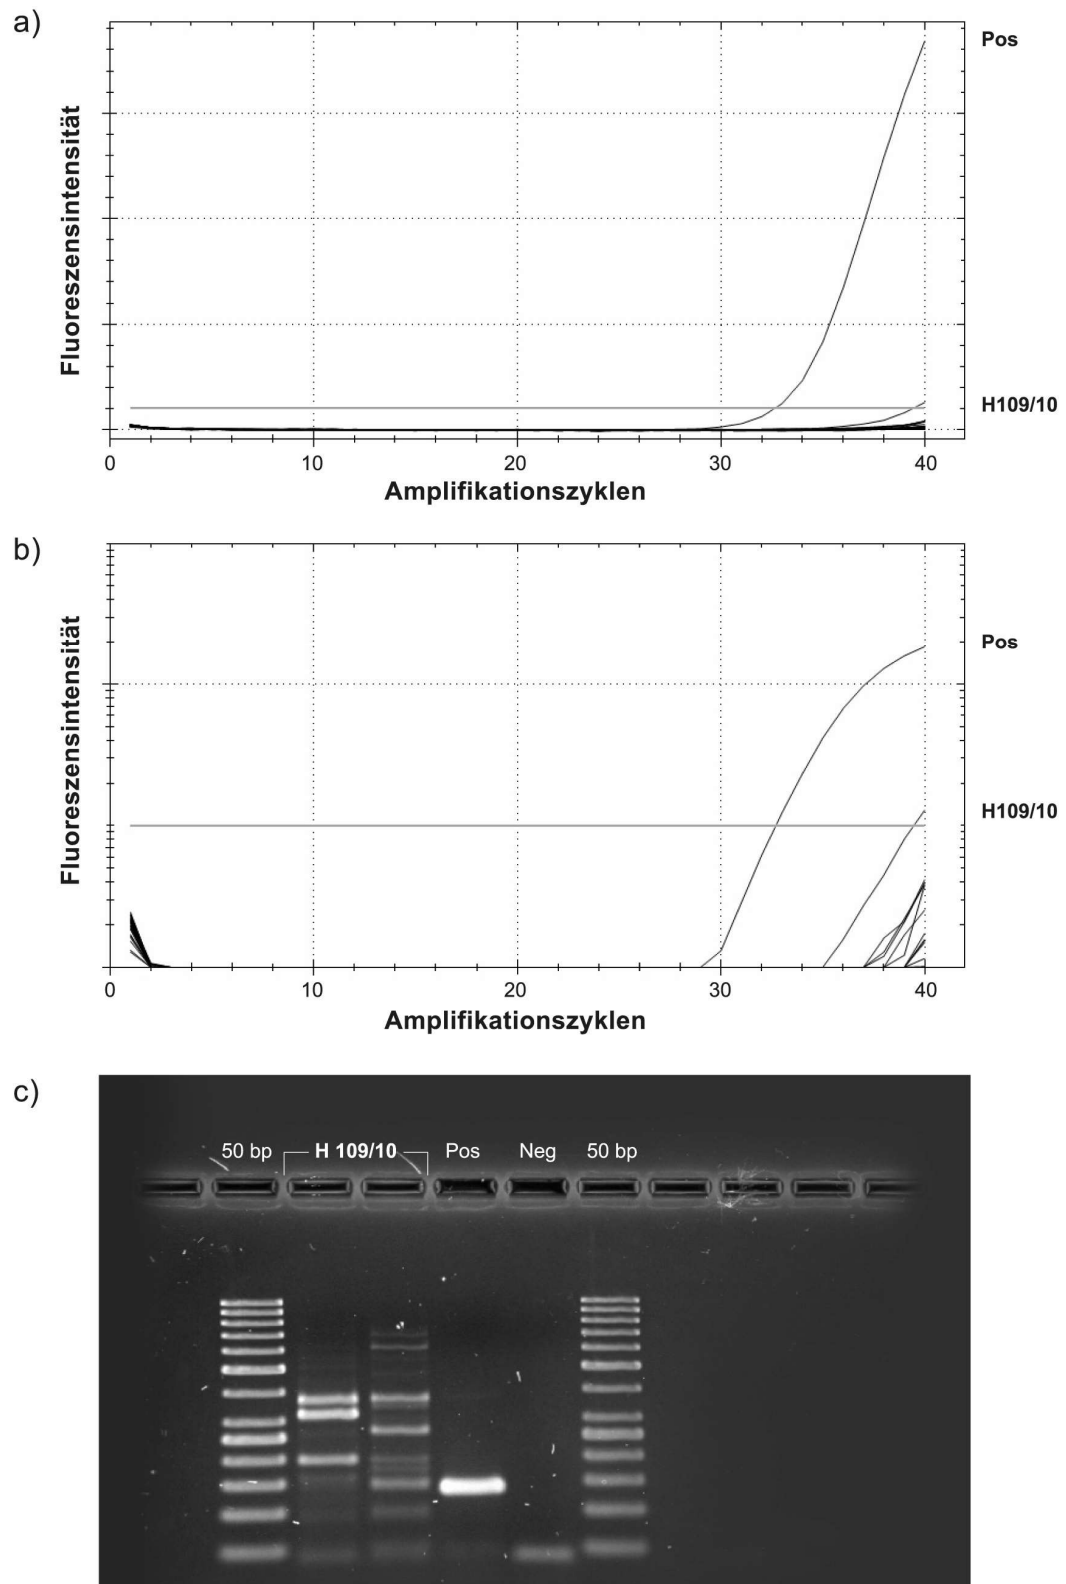 a)
Pos
Fluoreszensintensität
H109/10
0 10 20 30 40
Amplifikationszyklen
b)
Pos
Fluoreszensintensität
H109/10
0 10 20 30 40
Amplifikationszyklen
c)
50 bp H 109/10 Pos Neg 50 bp